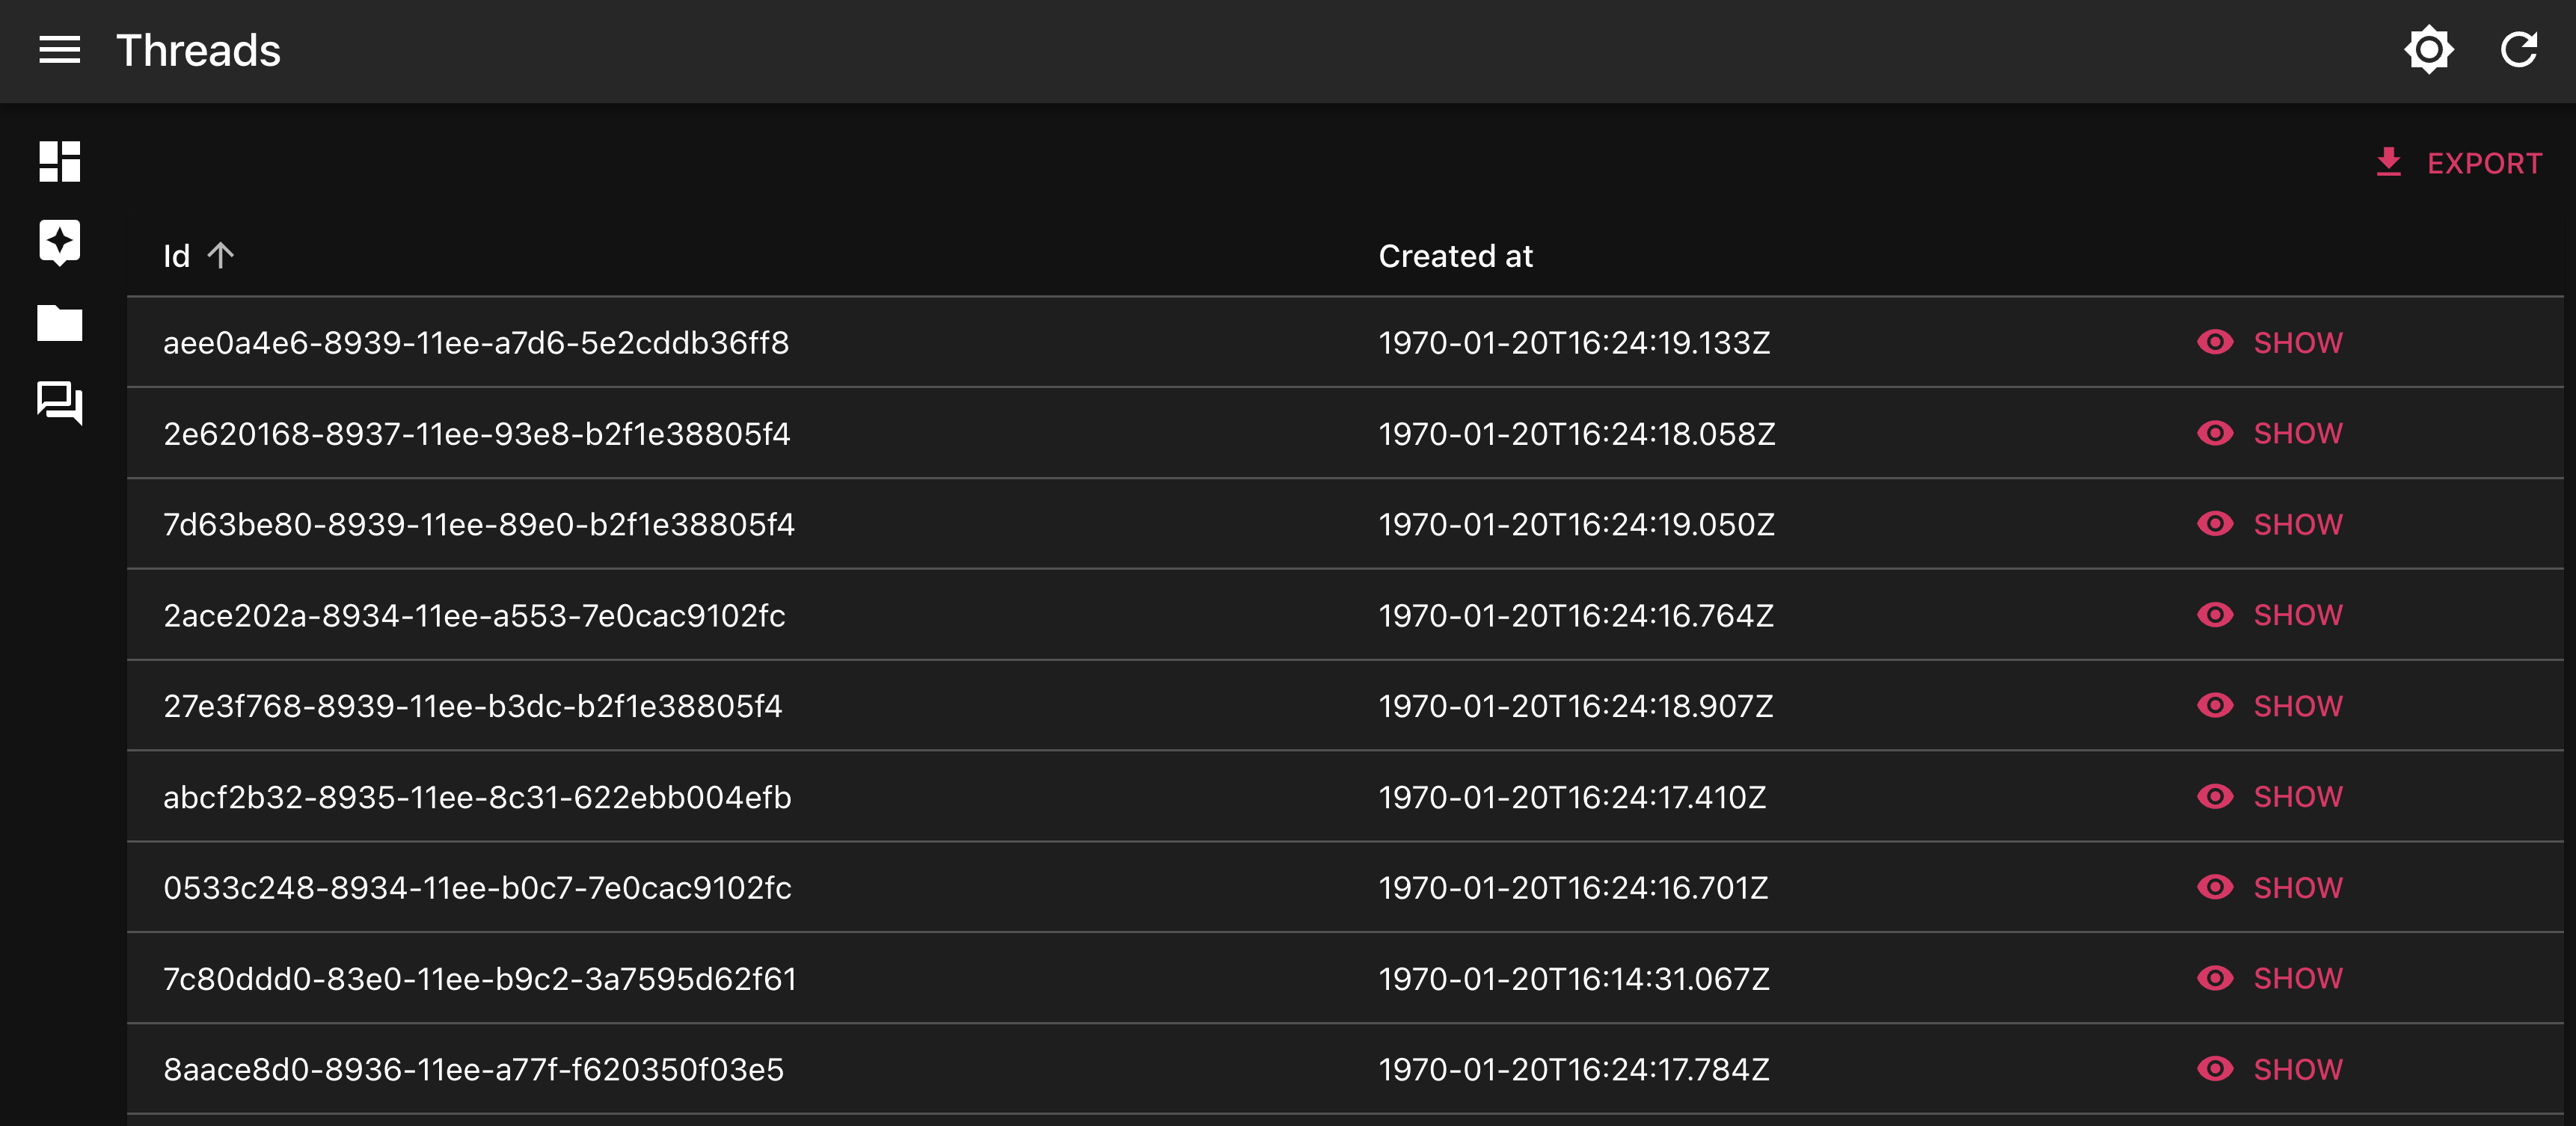 Threads
EXPORT
Id Created at
aee0a4e6-8939-11ee-a7d6-5e2cddb36ff8 1970-01-20T16:24:19.133Z SHOW
2e620168-8937-11ee-93e8-b2f1e38805f4 1970-01-20T16:24:18.058Z SHOW
7d63be80-8939-11ee-89e0-b2f1e38805f4 1970-01-20T16:24:19.050Z SHOW
2ace202a-8934-11ee-a553-7e0cac9102fc 1970-01-20T16:24:16.764Z SHOW
27e3f768-8939-11ee-b3dc-b2f1e38805f4 1970-01-20T16:24:18.907Z SHOW
abcf2b32-8935-11ee-8c31-622ebb004efb 1970-01-20T16:24:17.410Z SHOW
0533c248-8934-11ee-b0c7-7e0cac9102fc 1970-01-20T16:24:16.701Z SHOW
7c80ddd0-83e0-11ee-b9c2-3a7595d62f61 1970-01-20T16:14:31.067Z SHOW
8aace8d0-8936-11ee-a77f-f620350f03e5 1970-01-20T16:24:17.784Z SHOW